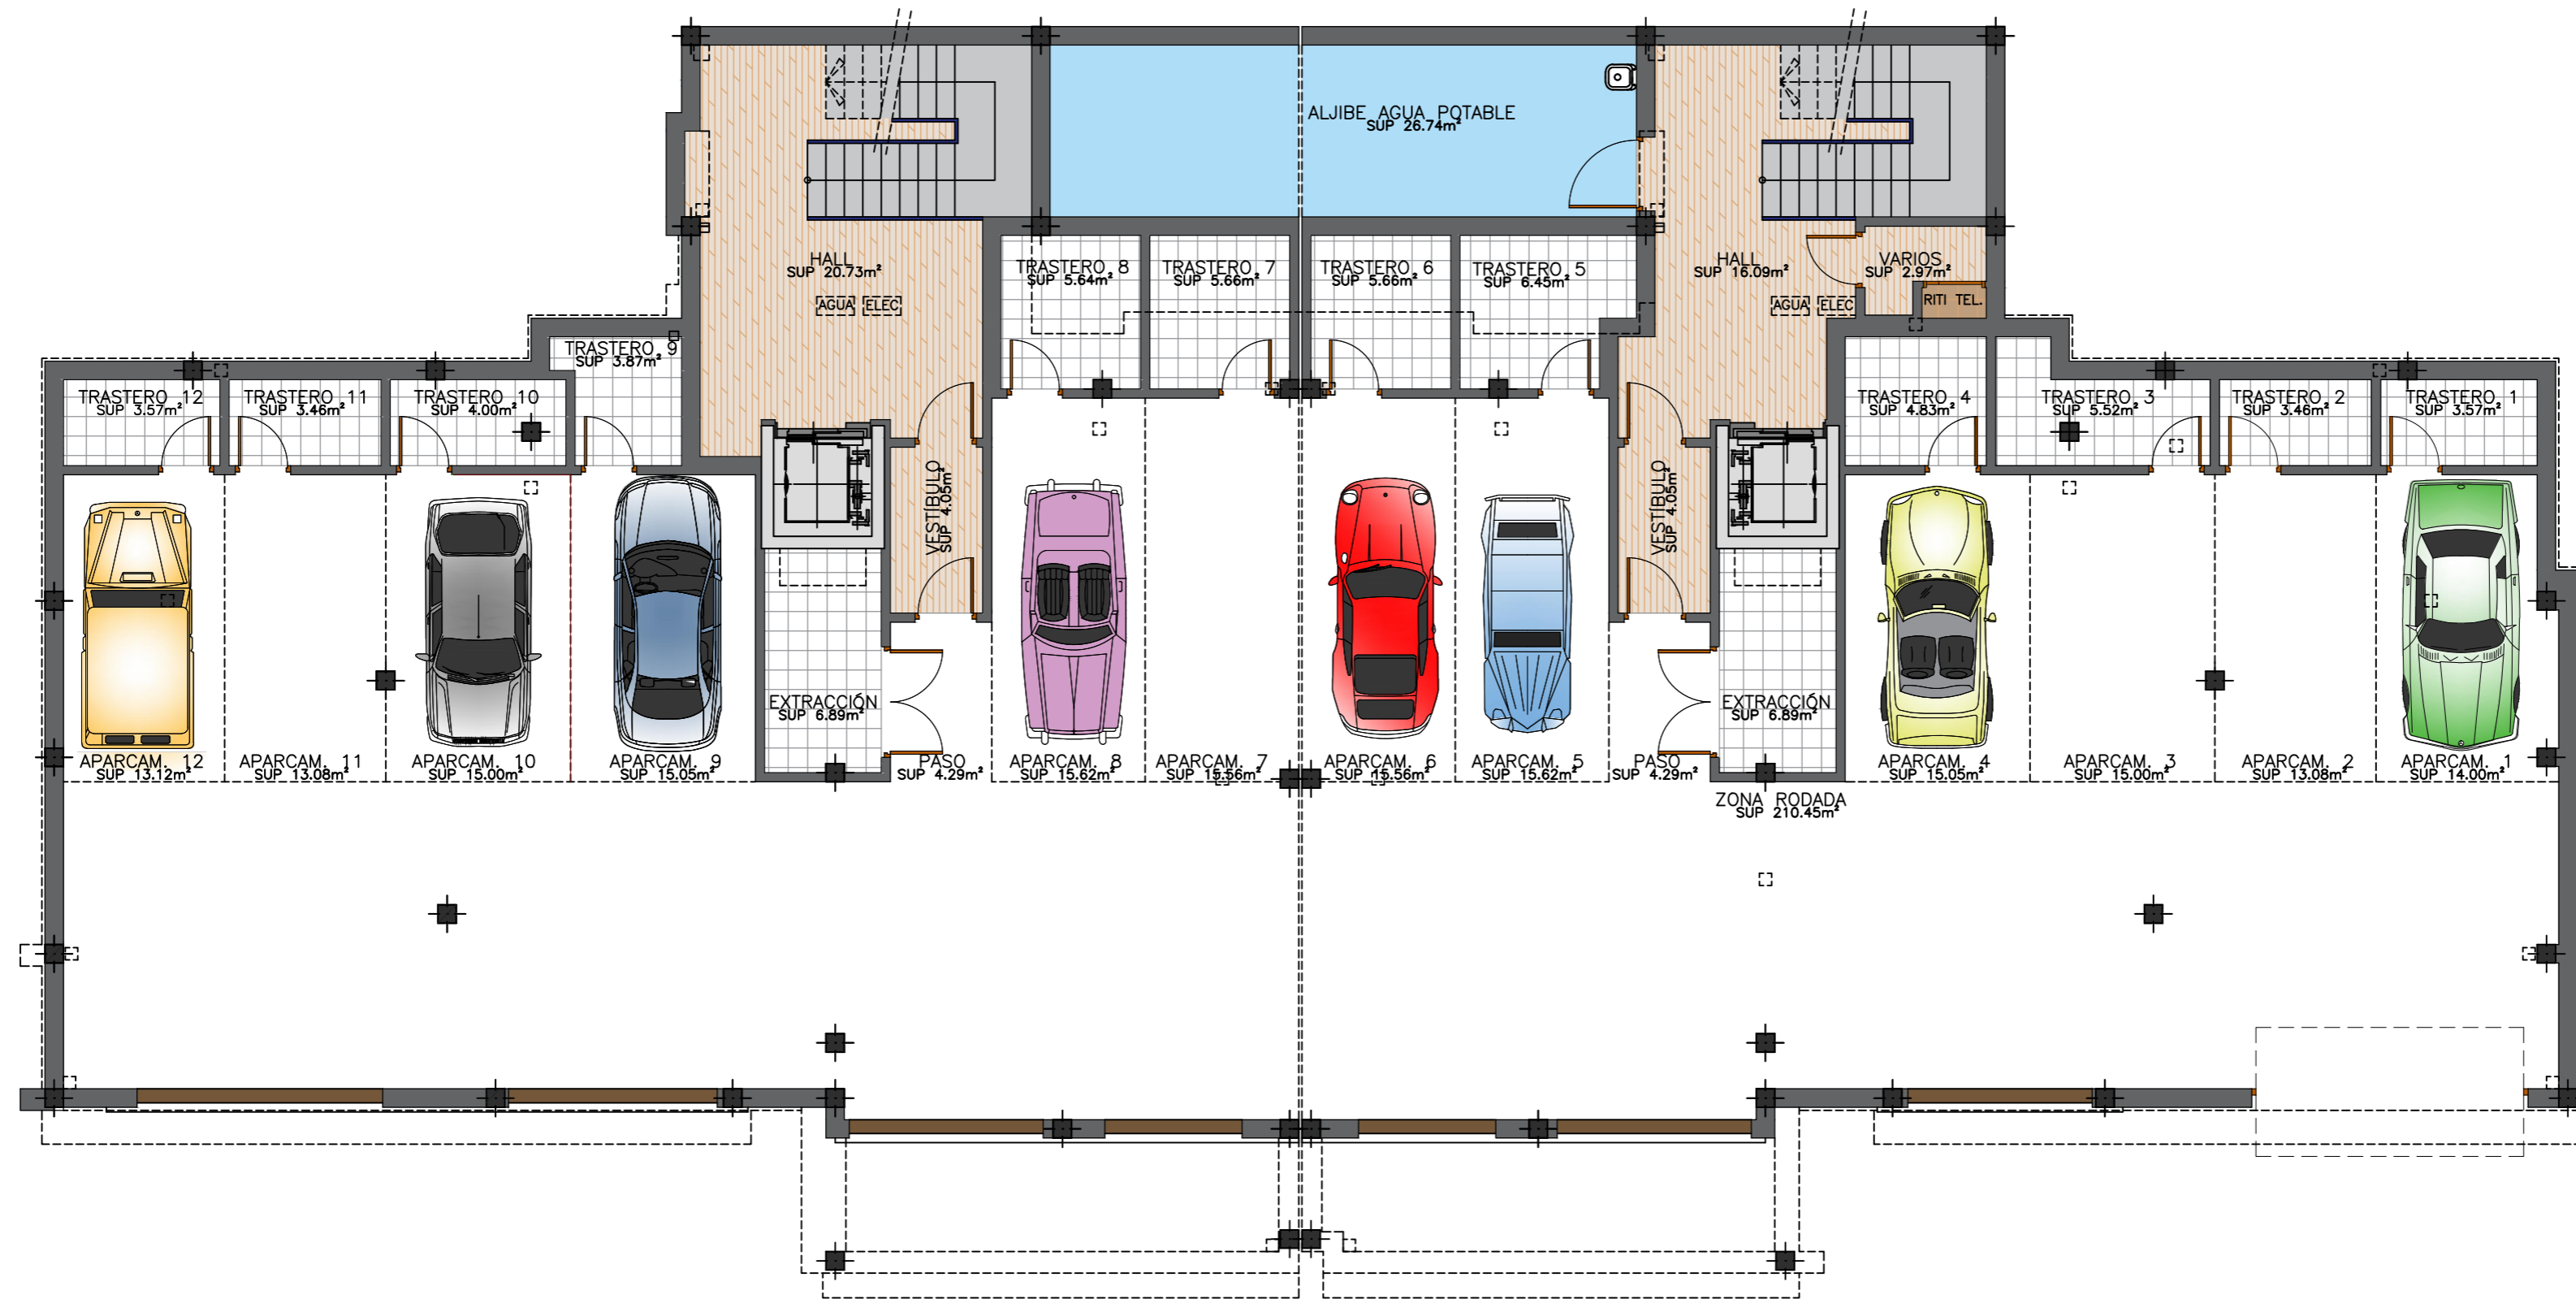 ALJIBE AGUA POTABLE
SUP 26.74m²
HALL
SUP 20.73m²
AGUA
ELEC
TRASTERO 8
SUP 5.64m²
TRASTERO 7
SUP 5.66m²
TRASTERO 6
SUP 5.66m²
TRASTERO 5
SUP 6.45m²
HALL
SUP 16.09m²
AGUA
ELEC
VARIOS
SUP 2.97m²
RITI TEL.
TRASTERO 9
SUP 3.87m²
TRASTERO 12
SUP 3.57m²
TRASTERO 11
SUP 3.46m²
TRASTERO 10
SUP 4.00m²
TRASTERO 4
SUP 4.83m²
TRASTERO 3
SUP 5.52m²
TRASTERO 2
SUP 3.46m²
TRASTERO 1
SUP 3.57m²
VESTÍBULO
SUP 4.05m²
VESTÍBULO
SUP 4.05m²
EXTRACCIÓN
SUP 6.89m²
EXTRACCIÓN
SUP 6.89m²
APARCAM. 12
SUP 13.12m²
APARCAM. 11
SUP 13.08m²
APARCAM. 10
SUP 15.00m²
APARCAM. 9
SUP 15.05m²
PASO
SUP 4.29m²
APARCAM. 8
SUP 15.62m²
APARCAM. 7
SUP 15.56m²
APARCAM. 6
SUP 15.56m²
APARCAM. 5
SUP 15.62m²
PASO
SUP 4.29m²
APARCAM. 4
SUP 15.05m²
APARCAM. 3
SUP 15.00m²
APARCAM. 2
SUP 13.08m²
APARCAM. 1
SUP 14.00m²
ZONA RODADA
SUP 210.45m²